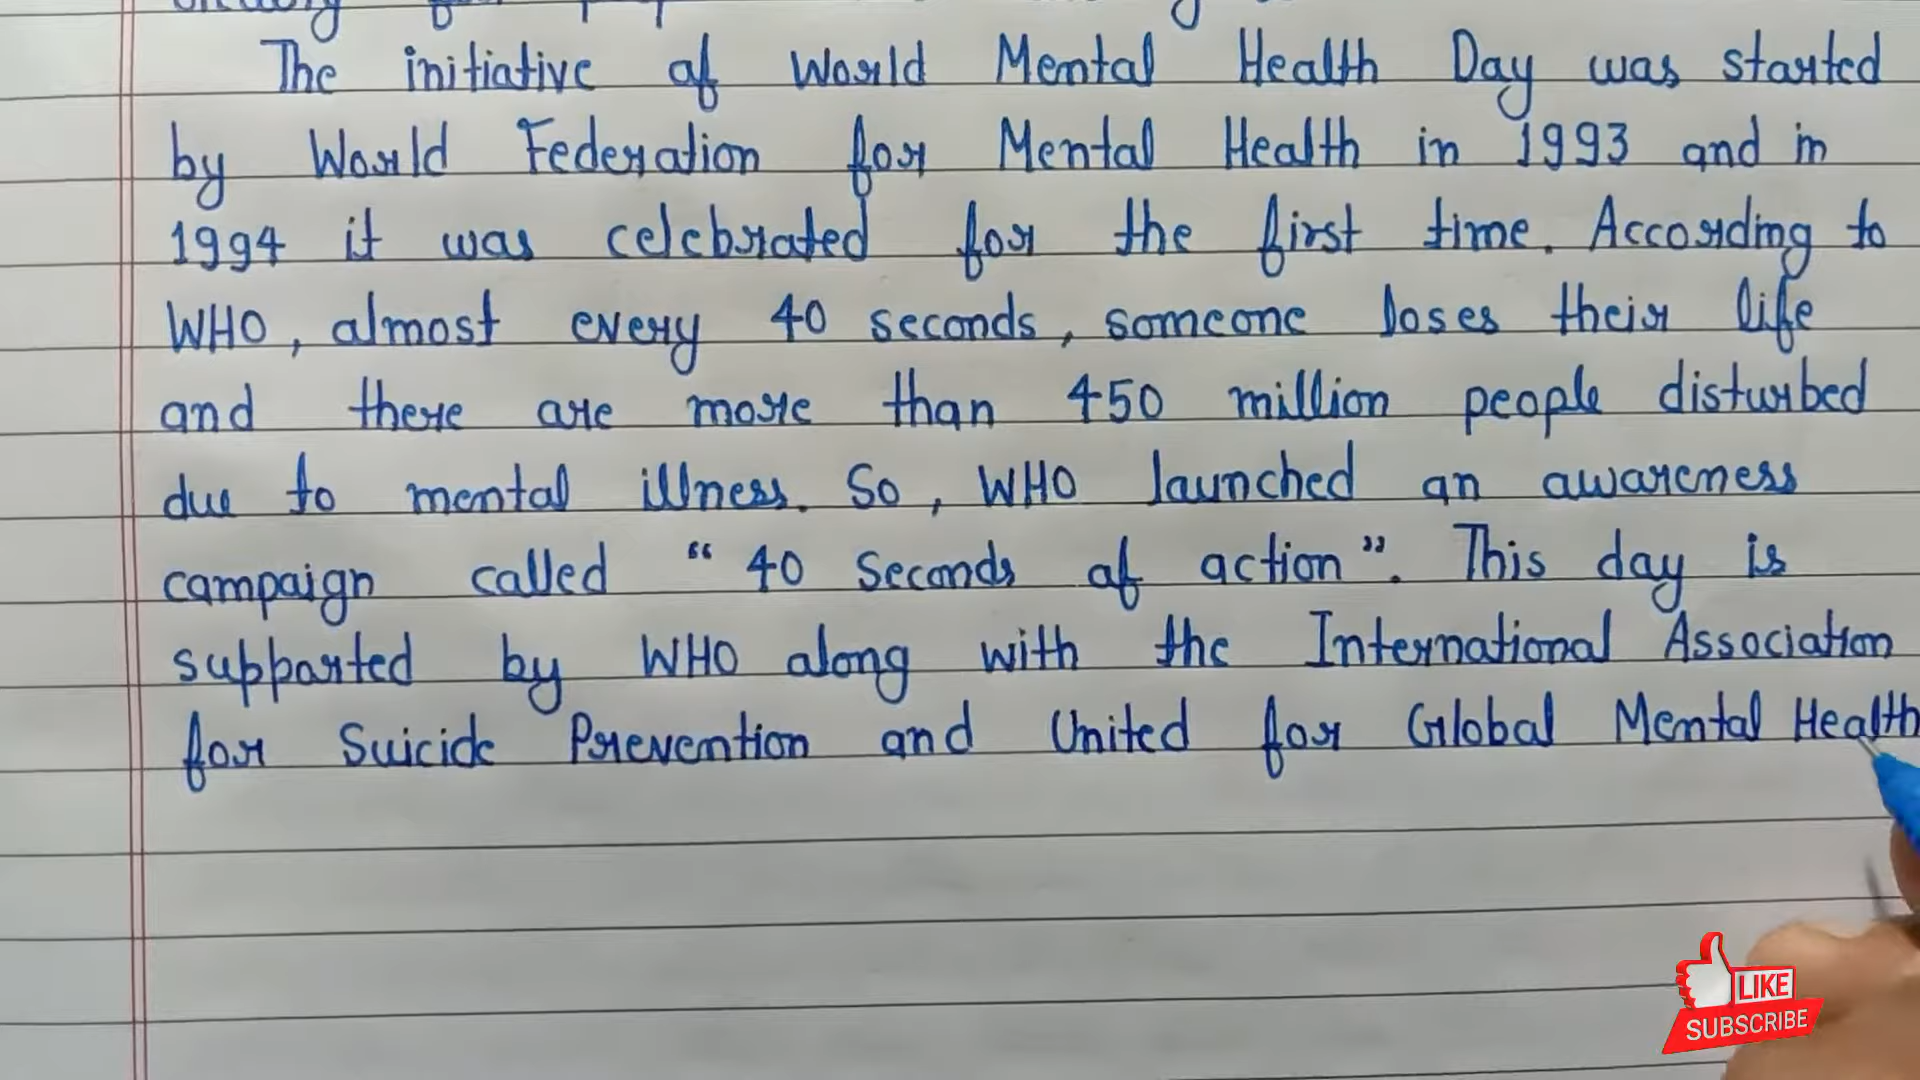 The initiative of World Mental Health Day was started
by World Federation for Mental Health in 1993 and in
1994 it was celebrated for the first time. According to
WHO, almost every 40 seconds, someone loses their life
and there are more than 450 million people disturbed
due to mental illness. So, WHO launched an awareness
campaign called "40 Seconds of action". This day is
supported by WHO along with the International Association
for Suicide Prevention and United for Global Mental Health
LIKE
SUBSCRIBE